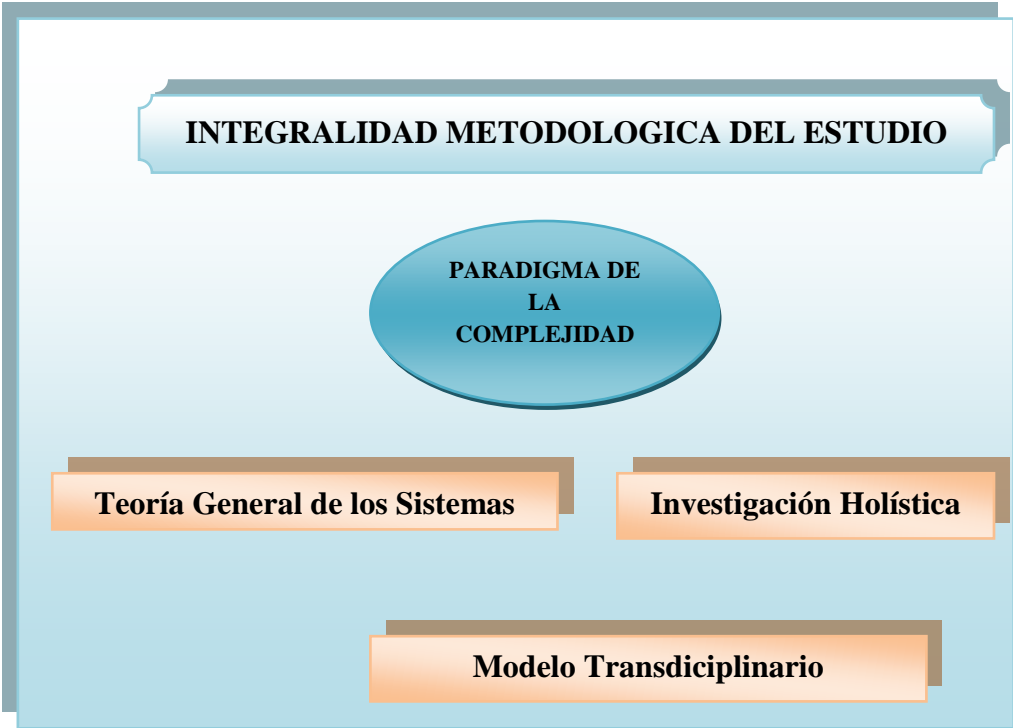 INTEGRALIDAD METODOLOGICA DEL ESTUDIO
PARADIGMA DE
LA
COMPLEJIDAD
Teoría General de los Sistemas
Investigación Holística
Modelo Transdiciplinario